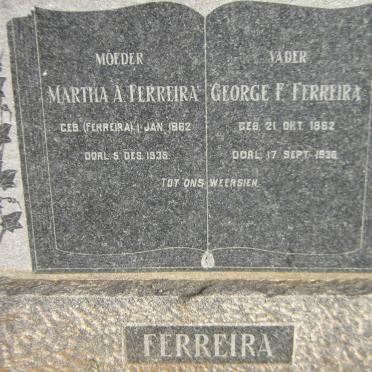 MOEDER
MARTHA A. FERREIRA
GEB. (FERREIRA) 1 JAN. 1862
OORL. 5 DES. 1936.
VADER
GEORGE F. FERREIRA
GEB. 21. OKT. 1862
OORL. 17. SEPT. 1936.
TOT ONS WEERSIEN.
FERREIRA